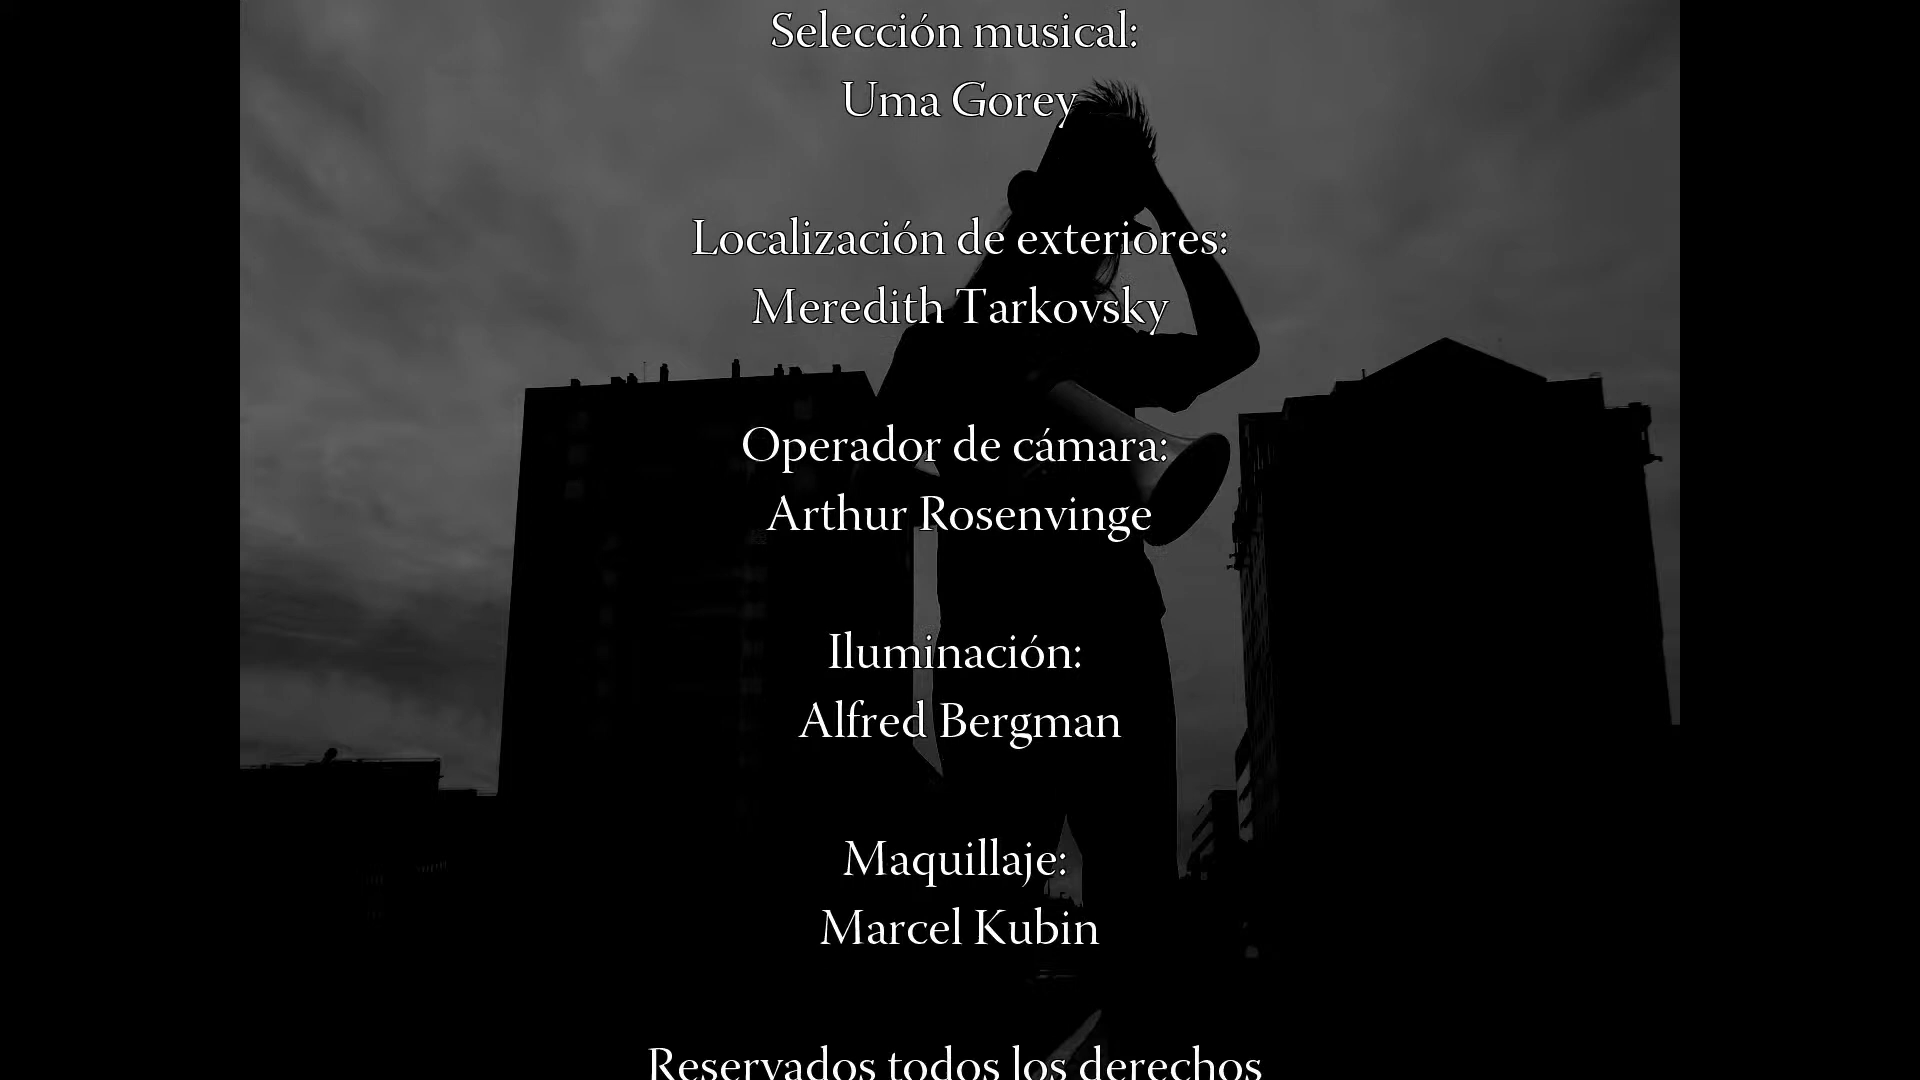 Selección musical:
Uma Gorey
Localización de exteriores:
Meredith Tarkovsky
Operador de cámara:
Arthur Rosenvinge
Iluminación:
Alfred Bergman
Maquillaje:
Marcel Kubin
Reservados todos los derechos